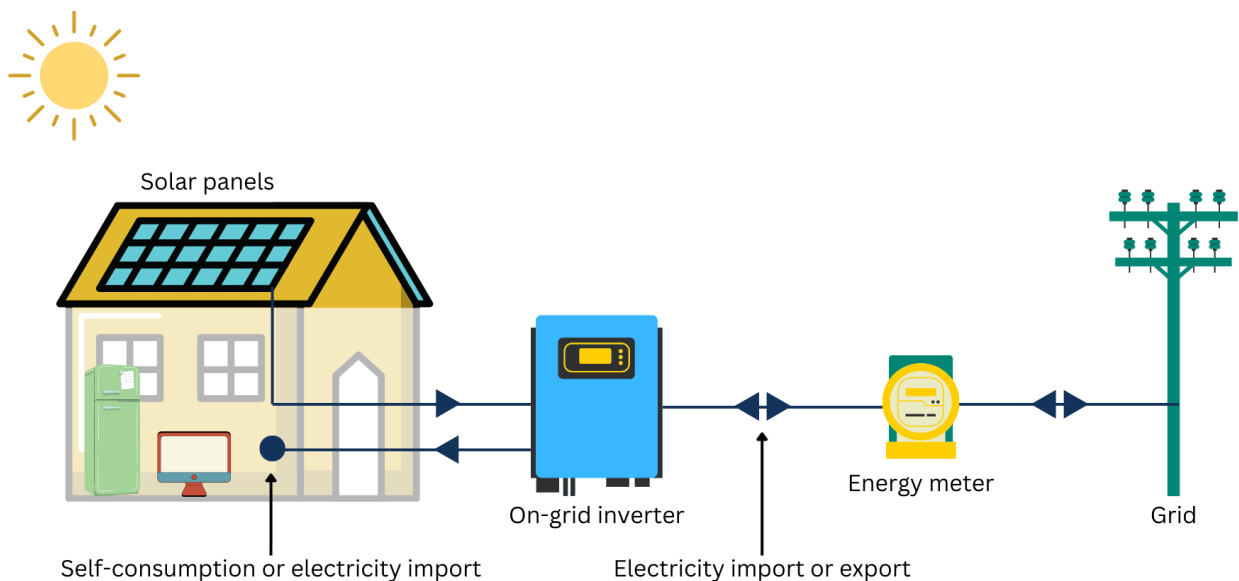 Solar panels
Energy meter
On-grid inverter
Grid
Self-consumption or electricity import
Electricity import or export